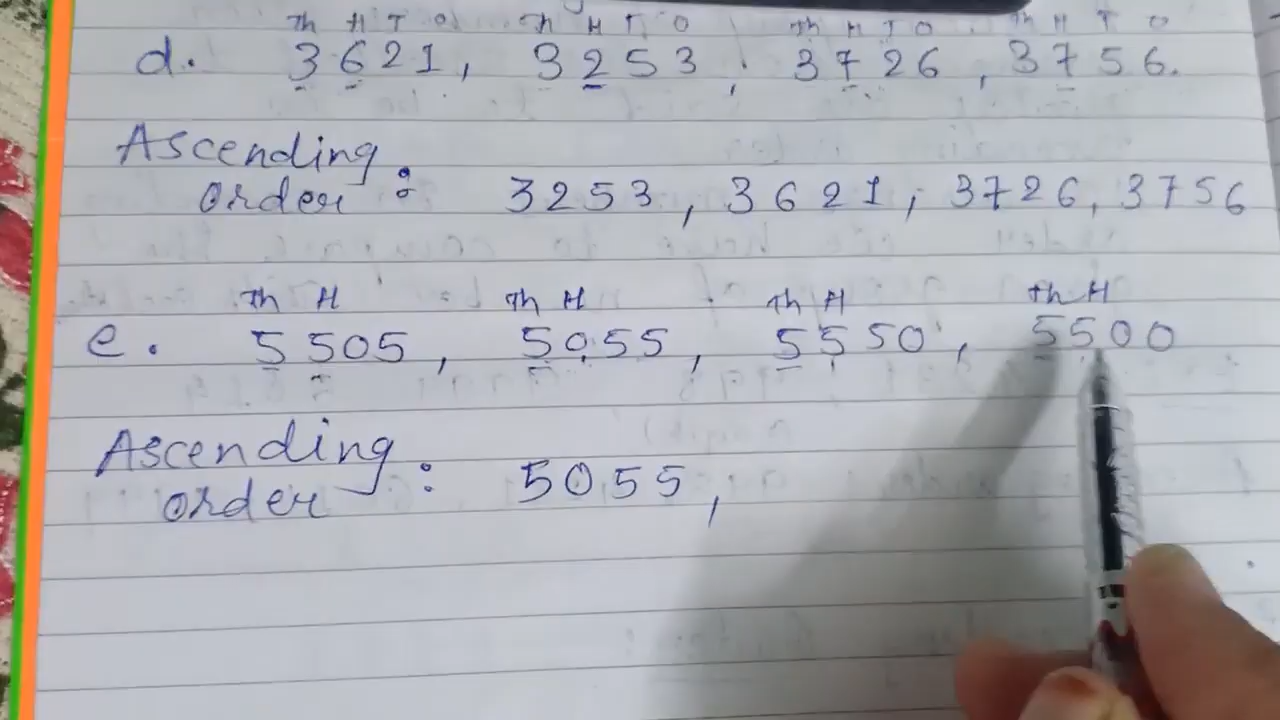 Th H T O Th H T O Th H T O Th H T O
d. 3621, 3253, 3726, 3756.
Ascending
order : 3253, 3621, 3726, 3756
Th H Th H Th H Th H
e. 5505, 5055, 5550, 5500
Ascending
order : 5055,